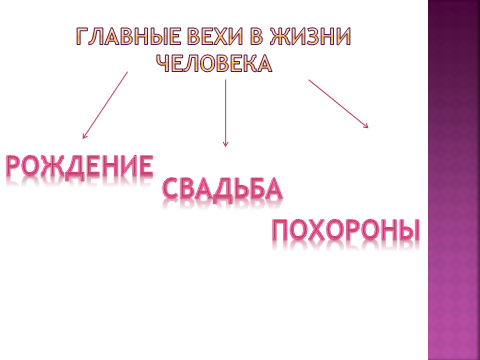 ГЛАВНЫЕ ВЕХИ В ЖИЗНИ
ЧЕЛОВЕКА
РОЖДЕНИЕ
СВАДЬБА
ПОХОРОНЫ